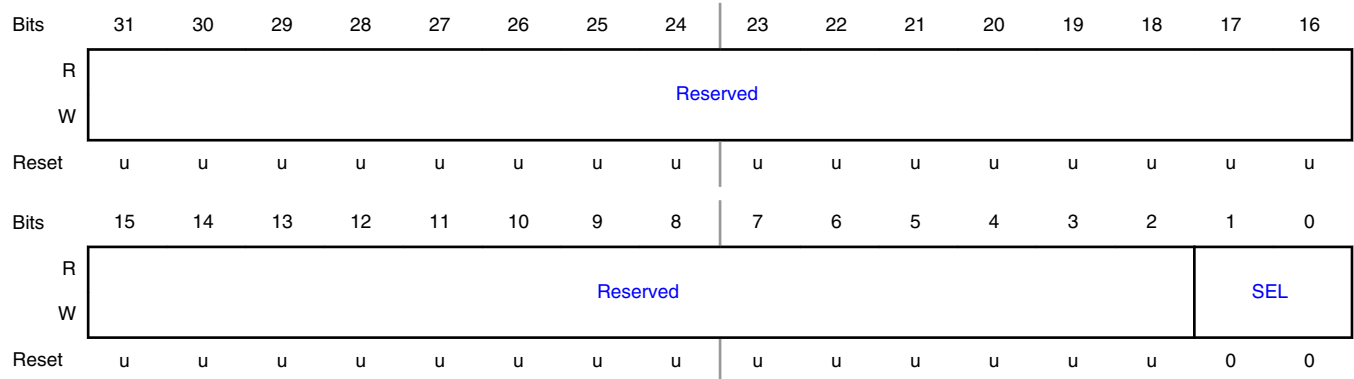 Bits 31 30 29 28 27 26 25 24 23 22 21 20 19 18 17 16
R
Reserved
W
Reset u u u u u u u u u u u u u u u u
Bits 15 14 13 12 11 10 9 8 7 6 5 4 3 2 1 0
R
Reserved SEL
W
Reset u u u u u u u u u u u u u u 0 0